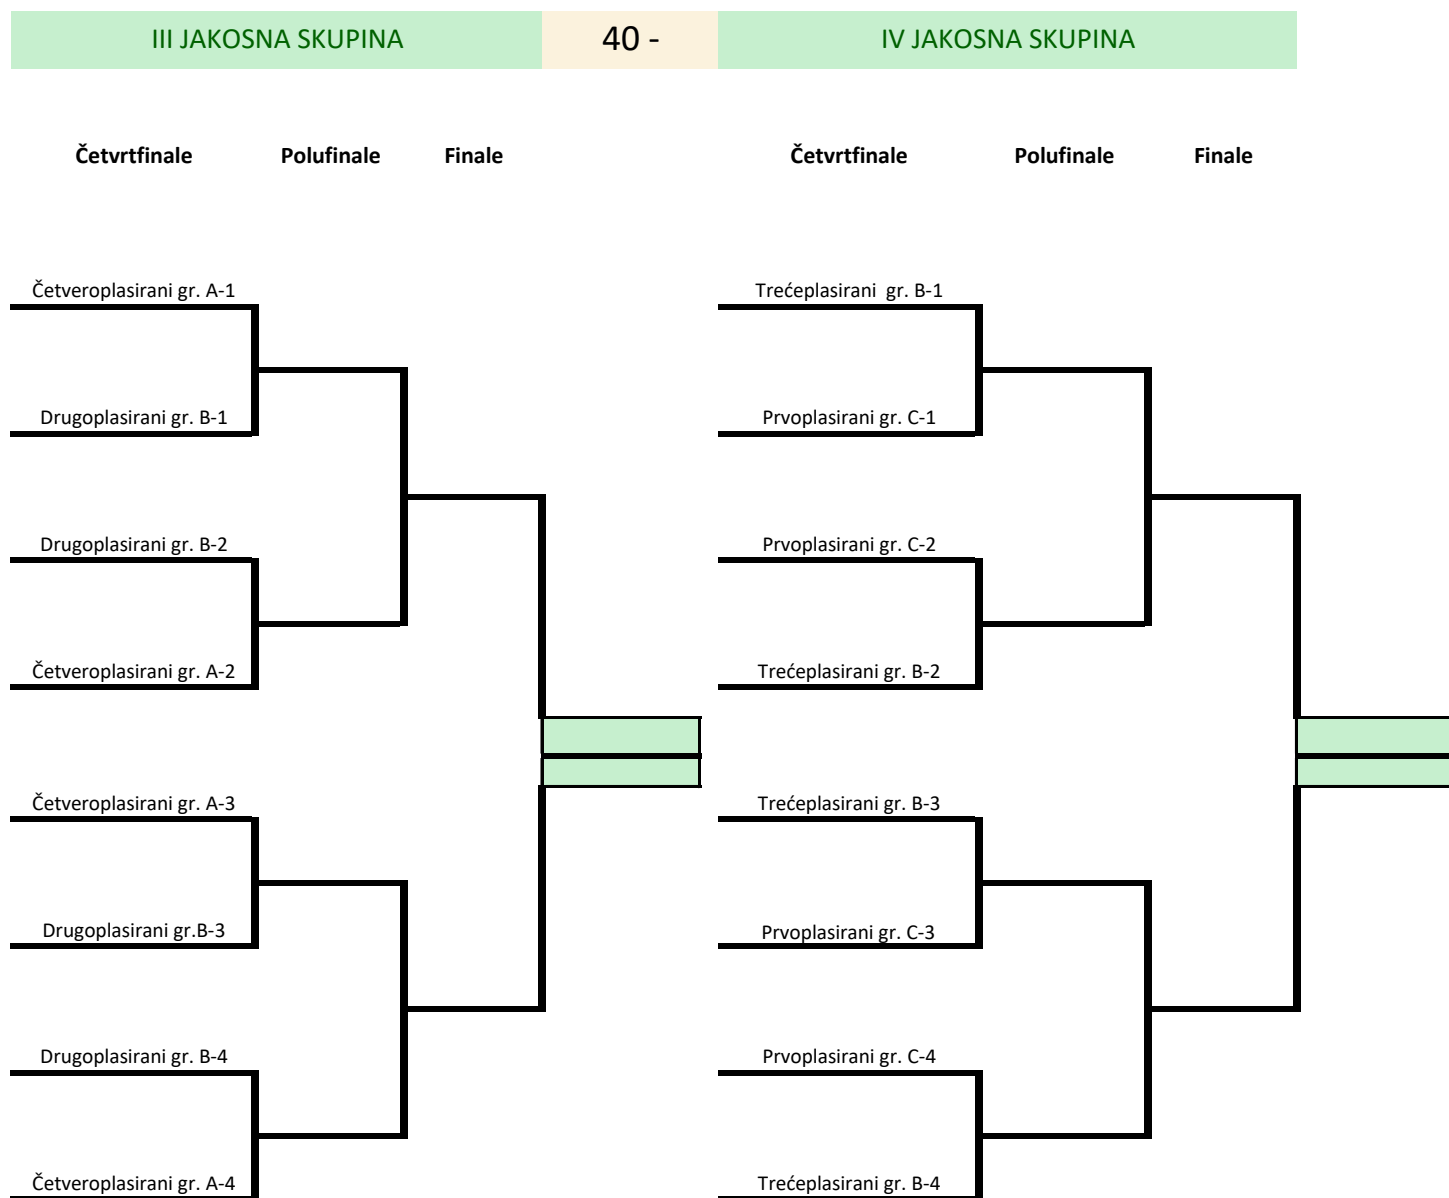 III JAKOSNA SKUPINA 40 - IV JAKOSNA SKUPINA
Četvrtfinale Polufinale Finale Četvrtfinale Polufinale Finale
Četveroplasirani gr. A-1 Trećeplasirani  gr. B-1
Drugoplasirani gr. B-1 Prvoplasirani gr. C-1
Drugoplasirani gr. B-2 Prvoplasirani gr. C-2
Četveroplasirani gr. A-2 Trećeplasirani gr. B-2
Četveroplasirani gr. A-3 Trećeplasirani gr. B-3
Drugoplasirani gr.B-3 Prvoplasirani gr. C-3
Drugoplasirani gr. B-4 Prvoplasirani gr. C-4
Četveroplasirani gr. A-4 Trećeplasirani gr. B-4